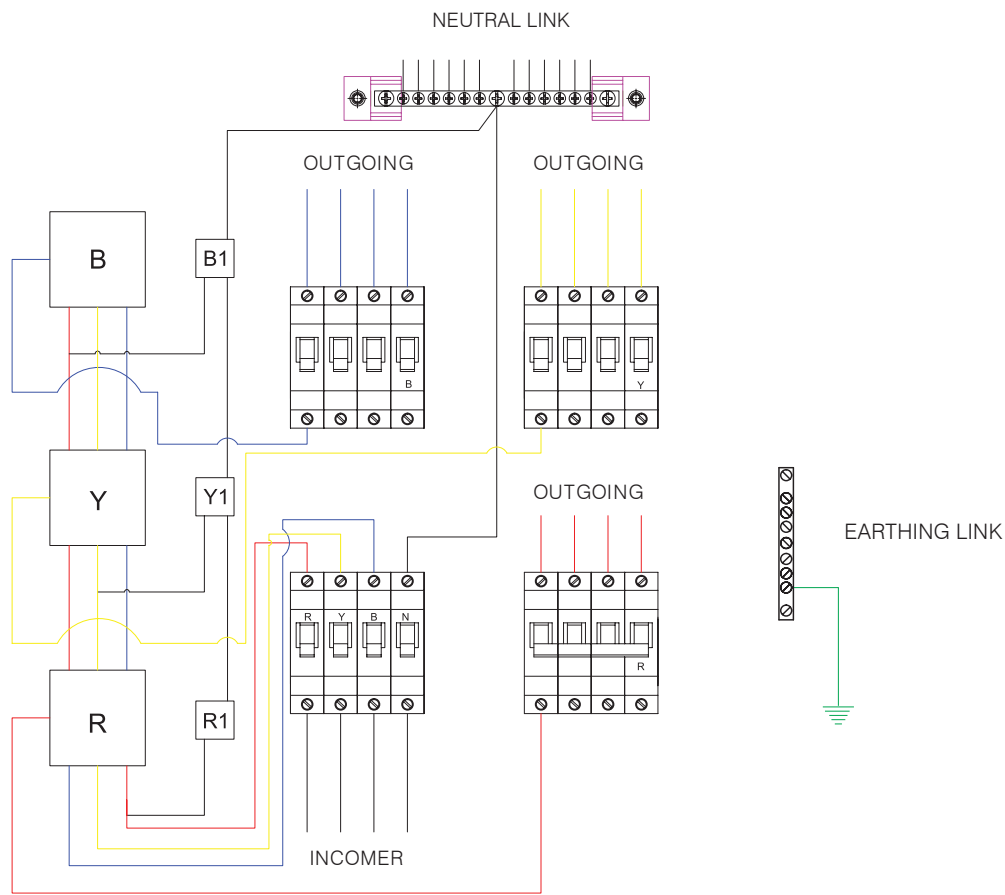 NEUTRAL LINK
OUTGOING
OUTGOING
B
B1
B
Y
Y
Y1
OUTGOING
EARTHING LINK
R
Y
B
N
R
R
R1
INCOMER